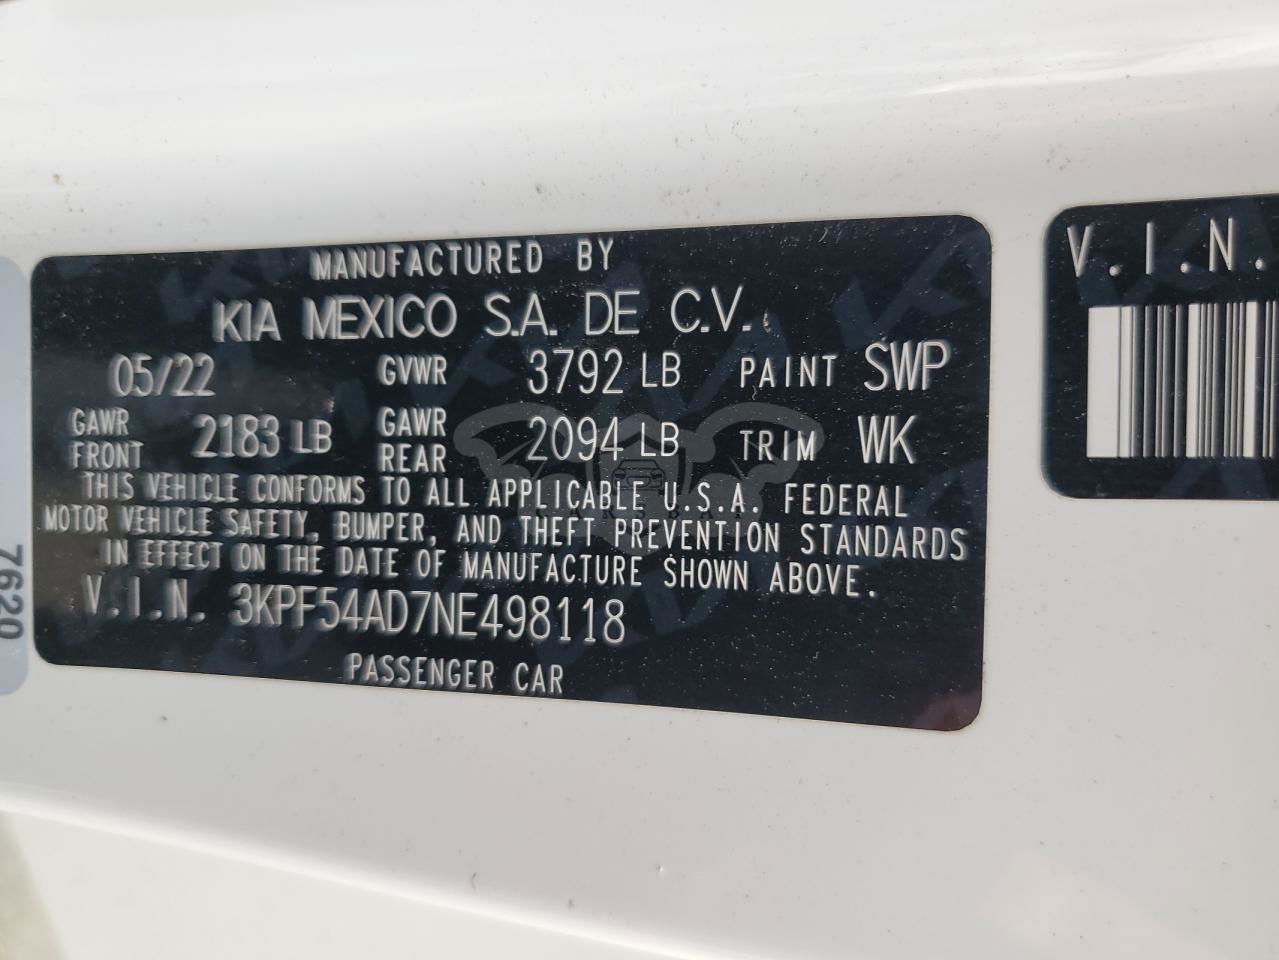 MANUFACTURED BY
KIA MEXICO S.A. DE C.V.
05/22 GVWR 3792 LB PAINT SWP
GAWR FRONT 2183 LB GAWR REAR 2094 LB TRIM WK
THIS VEHICLE CONFORMS TO ALL APPLICABLE U.S.A. FEDERAL
MOTOR VEHICLE SAFETY, BUMPER, AND THEFT PREVENTION STANDARDS
IN EFFECT ON THE DATE OF MANUFACTURE SHOWN ABOVE.
V.I.N. 3KPF54AD7NE498118
PASSENGER CAR
V.I.N.
7620